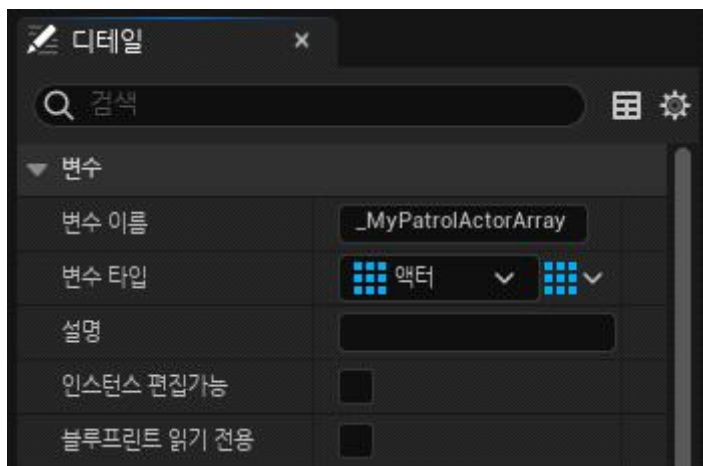 디테일 ×
검색
변수
변수 이름 _MyPatrolActorArray
변수 타입 액터
설명
인스턴스 편집가능
블루프린트 읽기 전용